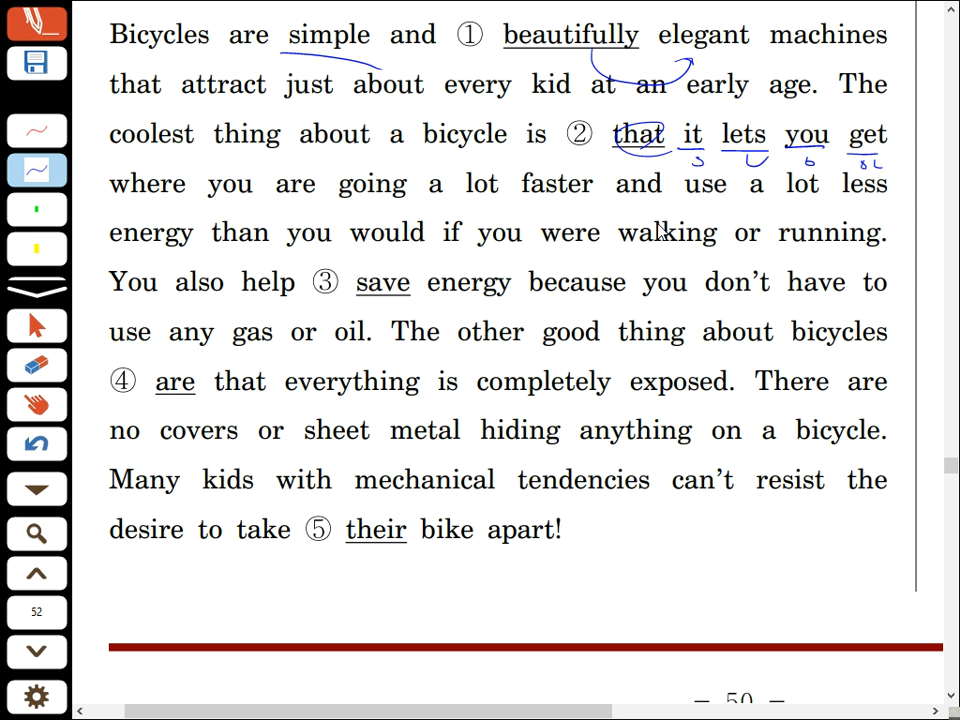 Bicycles are simple and ① beautifully elegant machines
that attract just about every kid at an early age. The
coolest thing about a bicycle is ② that it lets you get
S V O OC
where you are going a lot faster and use a lot less
energy than you would if you were walking or running.
You also help ③ save energy because you don't have to
use any gas or oil. The other good thing about bicycles
④ are that everything is completely exposed. There are
no covers or sheet metal hiding anything on a bicycle.
Many kids with mechanical tendencies can't resist the
desire to take ⑤ their bike apart!
52
- 50 -